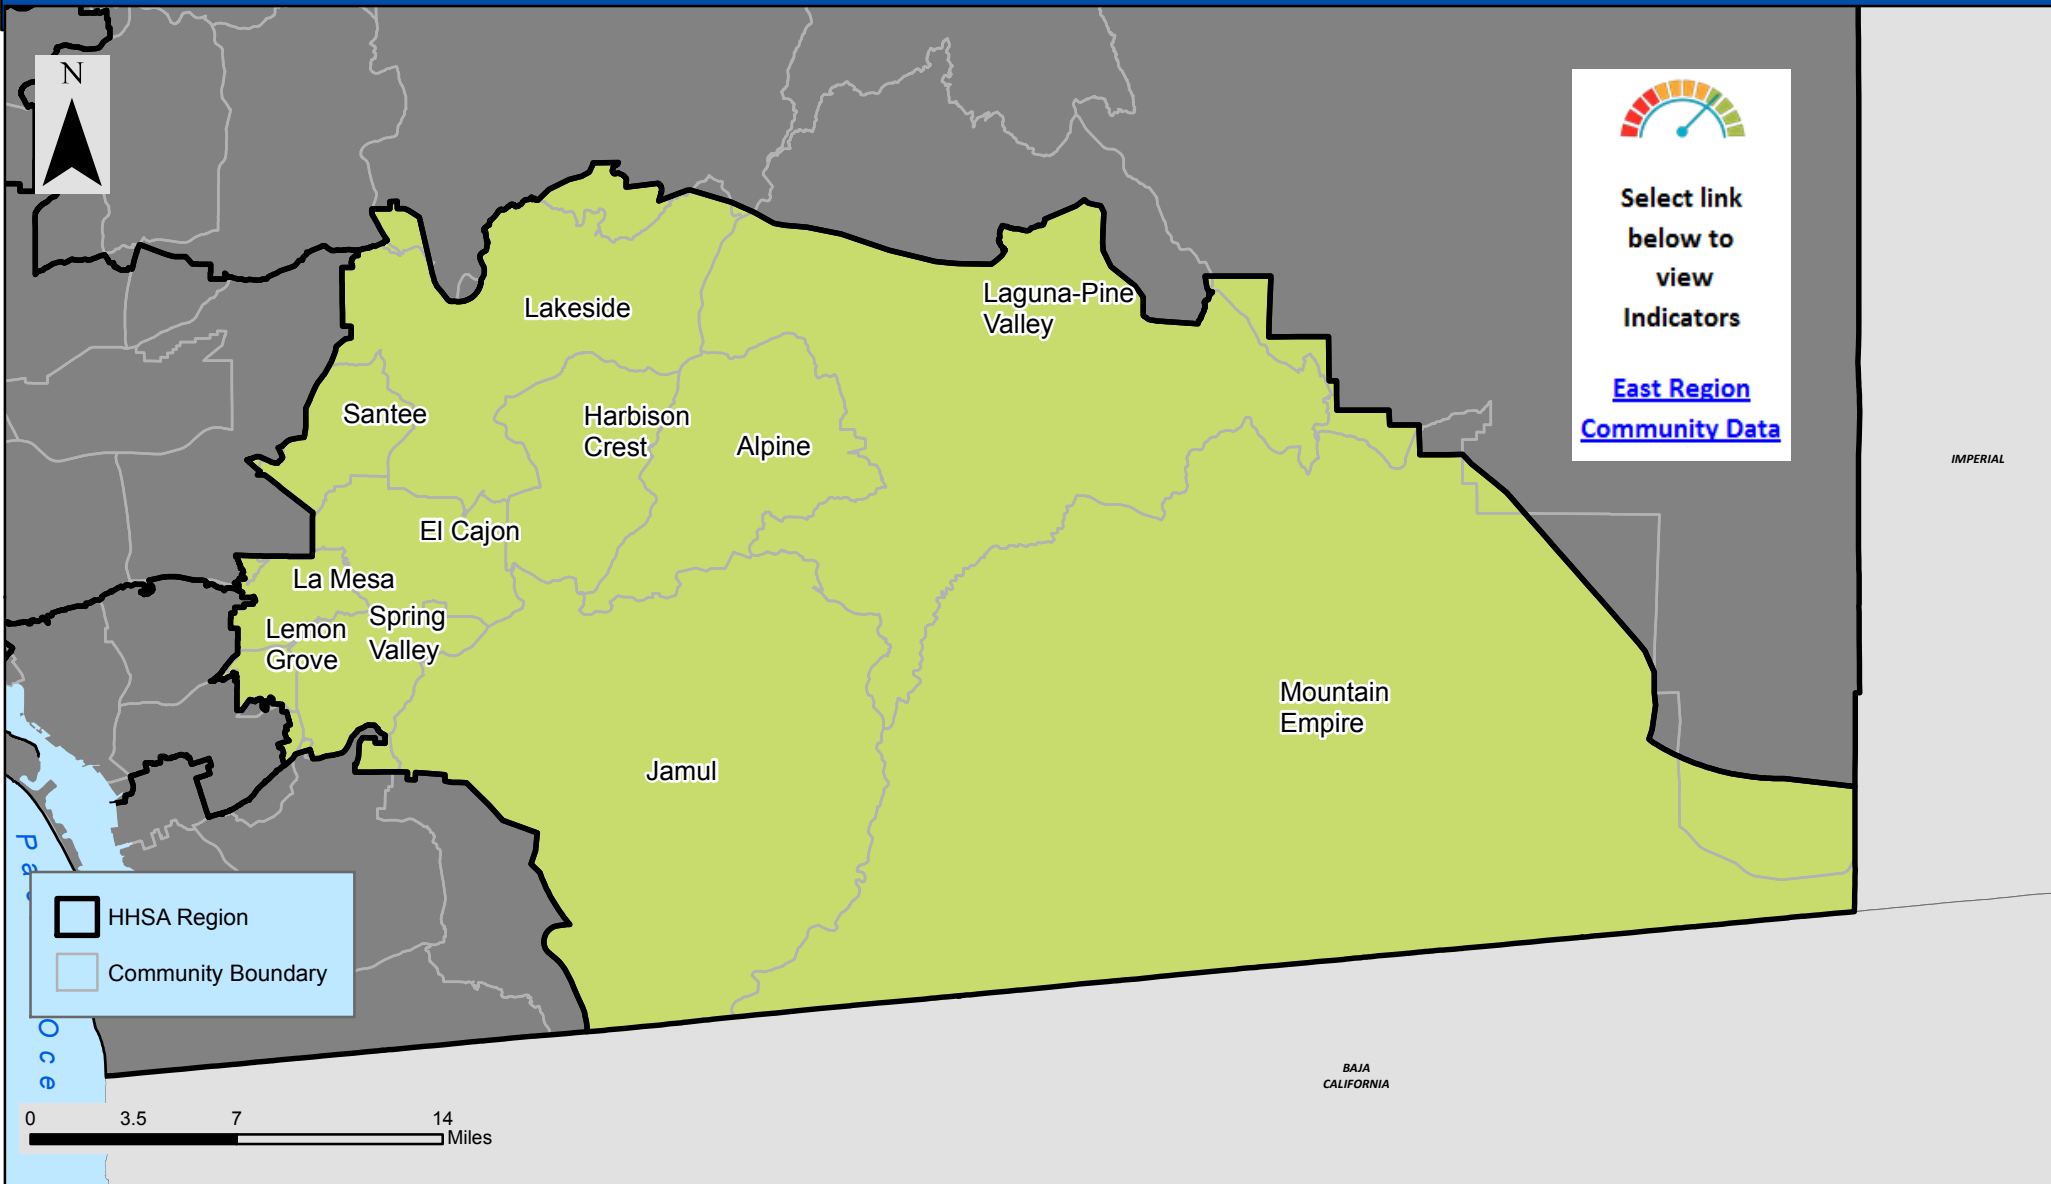 N
Select link
below to
view
Indicators
East Region
Community Data
IMPERIAL
Lakeside
Laguna-Pine
Valley
Santee
Harbison
Crest
Alpine
El Cajon
La Mesa
Spring
Valley
Lemon
Grove
Mountain
Empire
Jamul
Pa
Oce
HHSA Region
Community Boundary
BAJA
CALIFORNIA
0 3.5 7 14
Miles